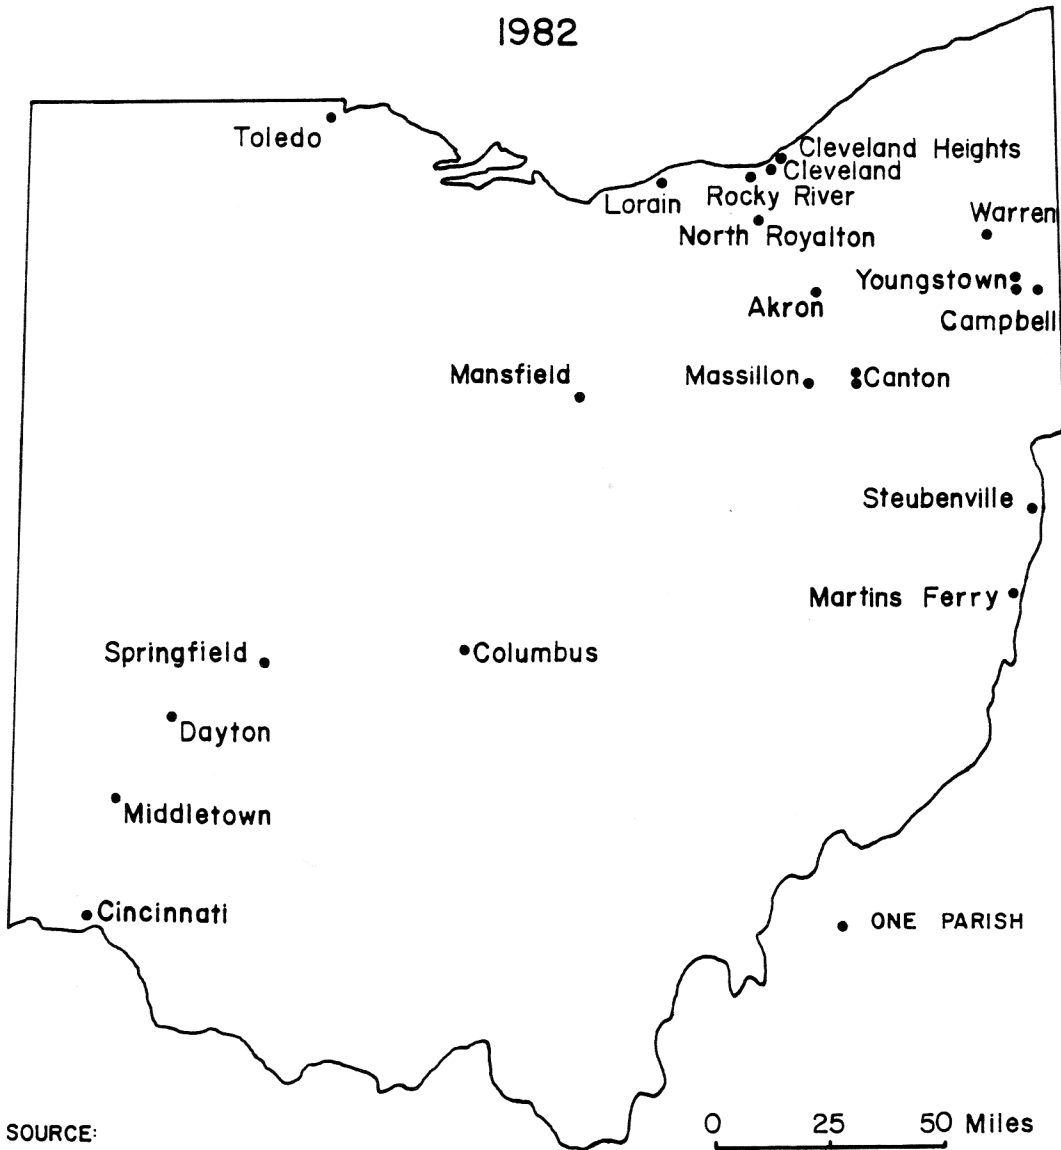 1982
Toledo
Cleveland Heights
Cleveland
Rocky River
Lorain
North Royalton
Warren
Youngstown
Akron
Campbell
Mansfield
Massillon
Canton
Steubenville
Martins Ferry
Springfield
Columbus
Dayton
Middletown
Cincinnati
ONE PARISH
SOURCE:
0 25 50 Miles